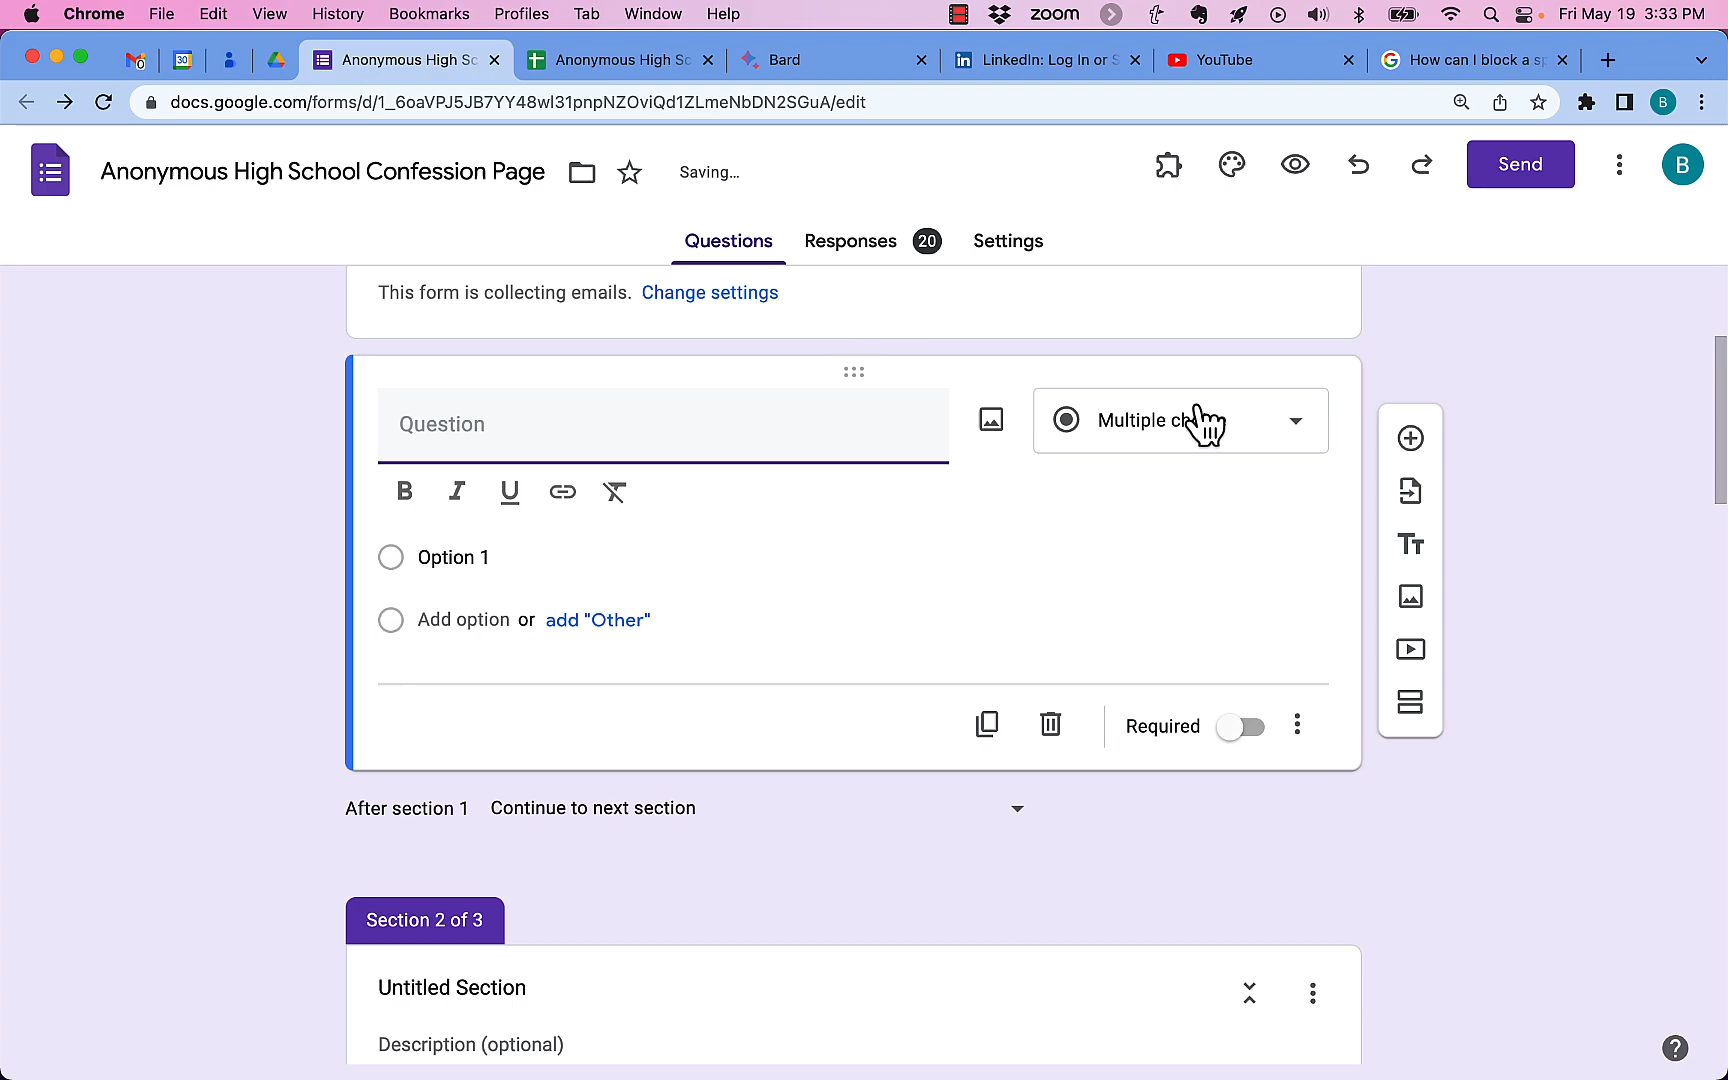 Chrome File Edit View History Bookmarks Profiles Tab Window Help zoom Fri May 19 3:33 PM
30 Anonymous High Sc Anonymous High Sc Bard LinkedIn: Log In or S YouTube How can I block a sp
docs.google.com/forms/d/1_6oaVPJ5JB7YY48wl31pnpNZOviQd1ZLmeNbDN2SGuA/edit B
Anonymous High School Confession Page Saving... Send B
Questions Responses 20 Settings
This form is collecting emails. Change settings
Question Multiple ch
B I U
Option 1
Tт
Add option or add "Other"
Required
After section 1 Continue to next section
Section 2 of 3
Untitled Section
Description (optional)
?